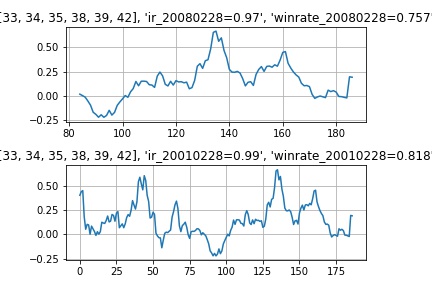 [33, 34, 35, 38, 39, 42], 'ir_20080228=0.97', 'winrate_20080228=0.757'
0.50
0.25
0.00
−0.25
80 100 120 140 160 180
[33, 34, 35, 38, 39, 42], 'ir_20010228=0.99', 'winrate_20010228=0.818'
0.50
0.25
0.00
−0.25
0 25 50 75 100 125 150 175